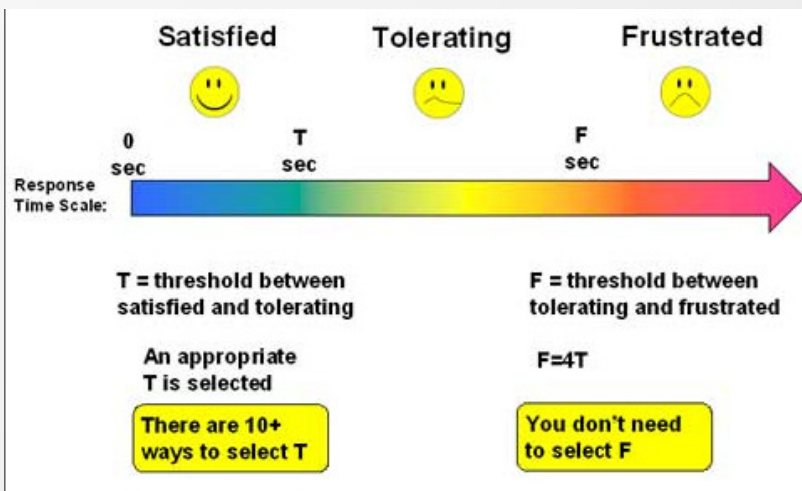 Satisfied
Tolerating
Frustrated
0
sec
T
sec
F
sec
Response
Time Scale:
T = threshold between
satisfied and tolerating
F = threshold between
tolerating and frustrated
An appropriate
T is selected
F=4T
There are 10+
ways to select T
You don't need
to select F